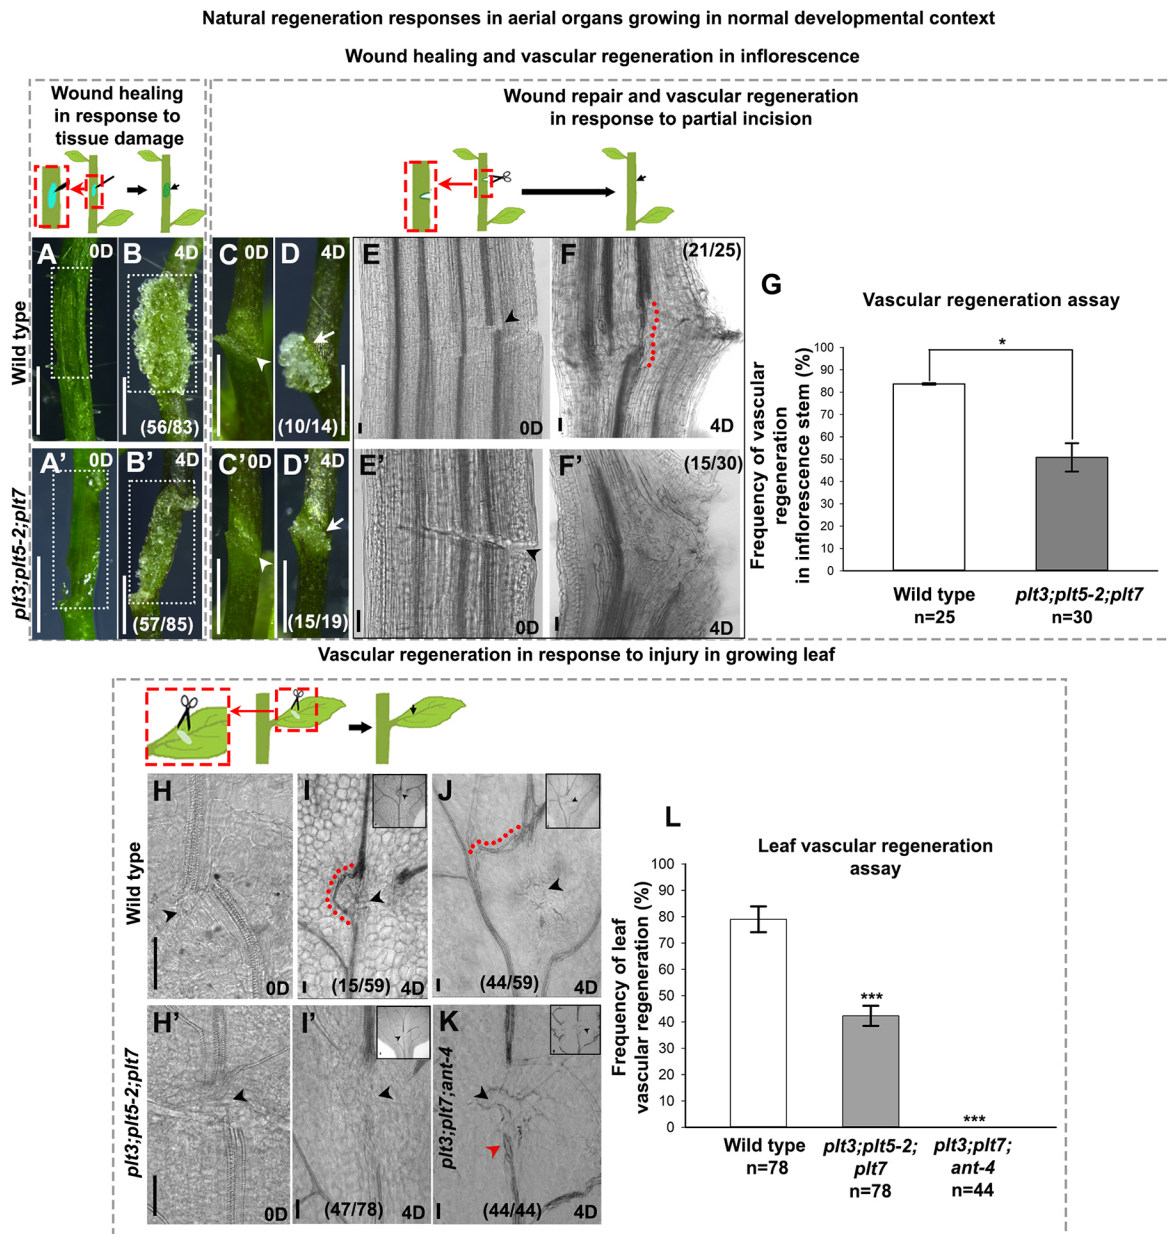 Natural regeneration responses in aerial organs growing in normal developmental context
Wound healing and vascular regeneration in inflorescence
Wound healing
in response to
tissue damage
Wound repair and vascular regeneration
in response to partial incision
Wild type
A
0D
B
4D
(56/83)
C
0D
D
4D
(10/14)
E
0D
F
(21/25)
4D
plt3;plt5-2;plt7
A'
0D
B'
4D
(57/85)
C'
0D
D'
4D
(15/19)
E'
0D
F'
(15/30)
4D
G
Vascular regeneration assay
Frequency of vascular
regeneration
in inflorescence stem (%)
100
90
80
70
60
50
40
30
20
10
0
*
Wild type
n=25
plt3;plt5-2;plt7
n=30
Vascular regeneration in response to injury in growing leaf
Wild type
H
0D
I
(15/59)
4D
J
(44/59)
4D
plt3;plt5-2;plt7
H'
0D
I'
(47/78)
4D
K
plt3;plt7;ant-4
(44/44)
4D
L
Leaf vascular regeneration
assay
Frequency of leaf
vascular regeneration (%)
100
90
80
70
60
50
40
30
20
10
0
***
***
Wild type
n=78
plt3;plt5-2;
plt7
n=78
plt3;plt7;
ant-4
n=44